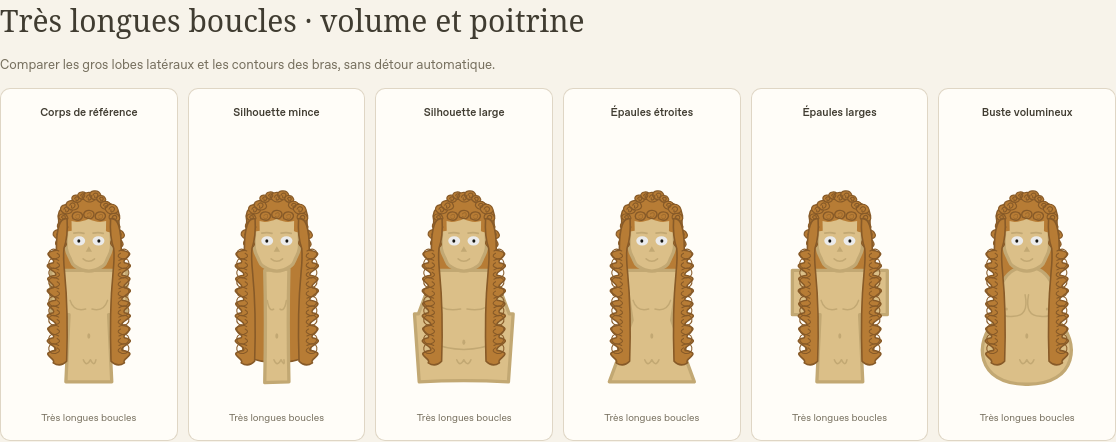 Très longues boucles · volume et poitrine
Comparer les gros lobes latéraux et les contours des bras, sans détour automatique.
Corps de référence
Silhouette mince
Silhouette large
Épaules étroites
Épaules larges
Buste volumineux
Très longues boucles
Très longues boucles
Très longues boucles
Très longues boucles
Très longues boucles
Très longues boucles